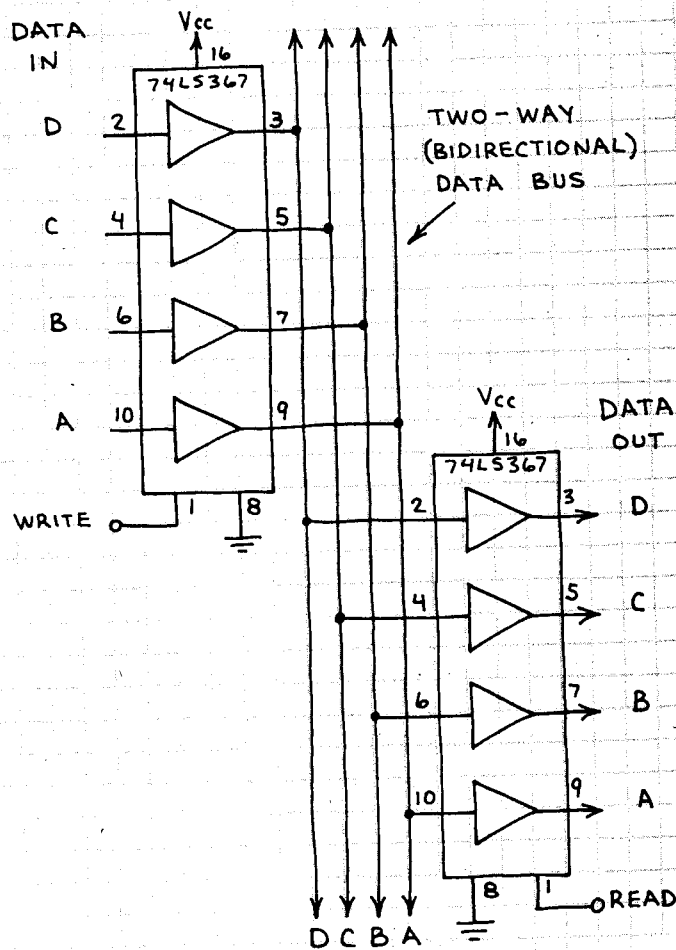 DATA
IN
Vcc
16
74LS367
D 2 3
C 4 5
B 6 7
A 10 9
WRITE 1 8
TWO-WAY
(BIDIRECTIONAL)
DATA BUS
Vcc
16
74LS367
DATA
OUT
2 3 D
4 5 C
6 7 B
10 9 A
8 1 READ
D C B A